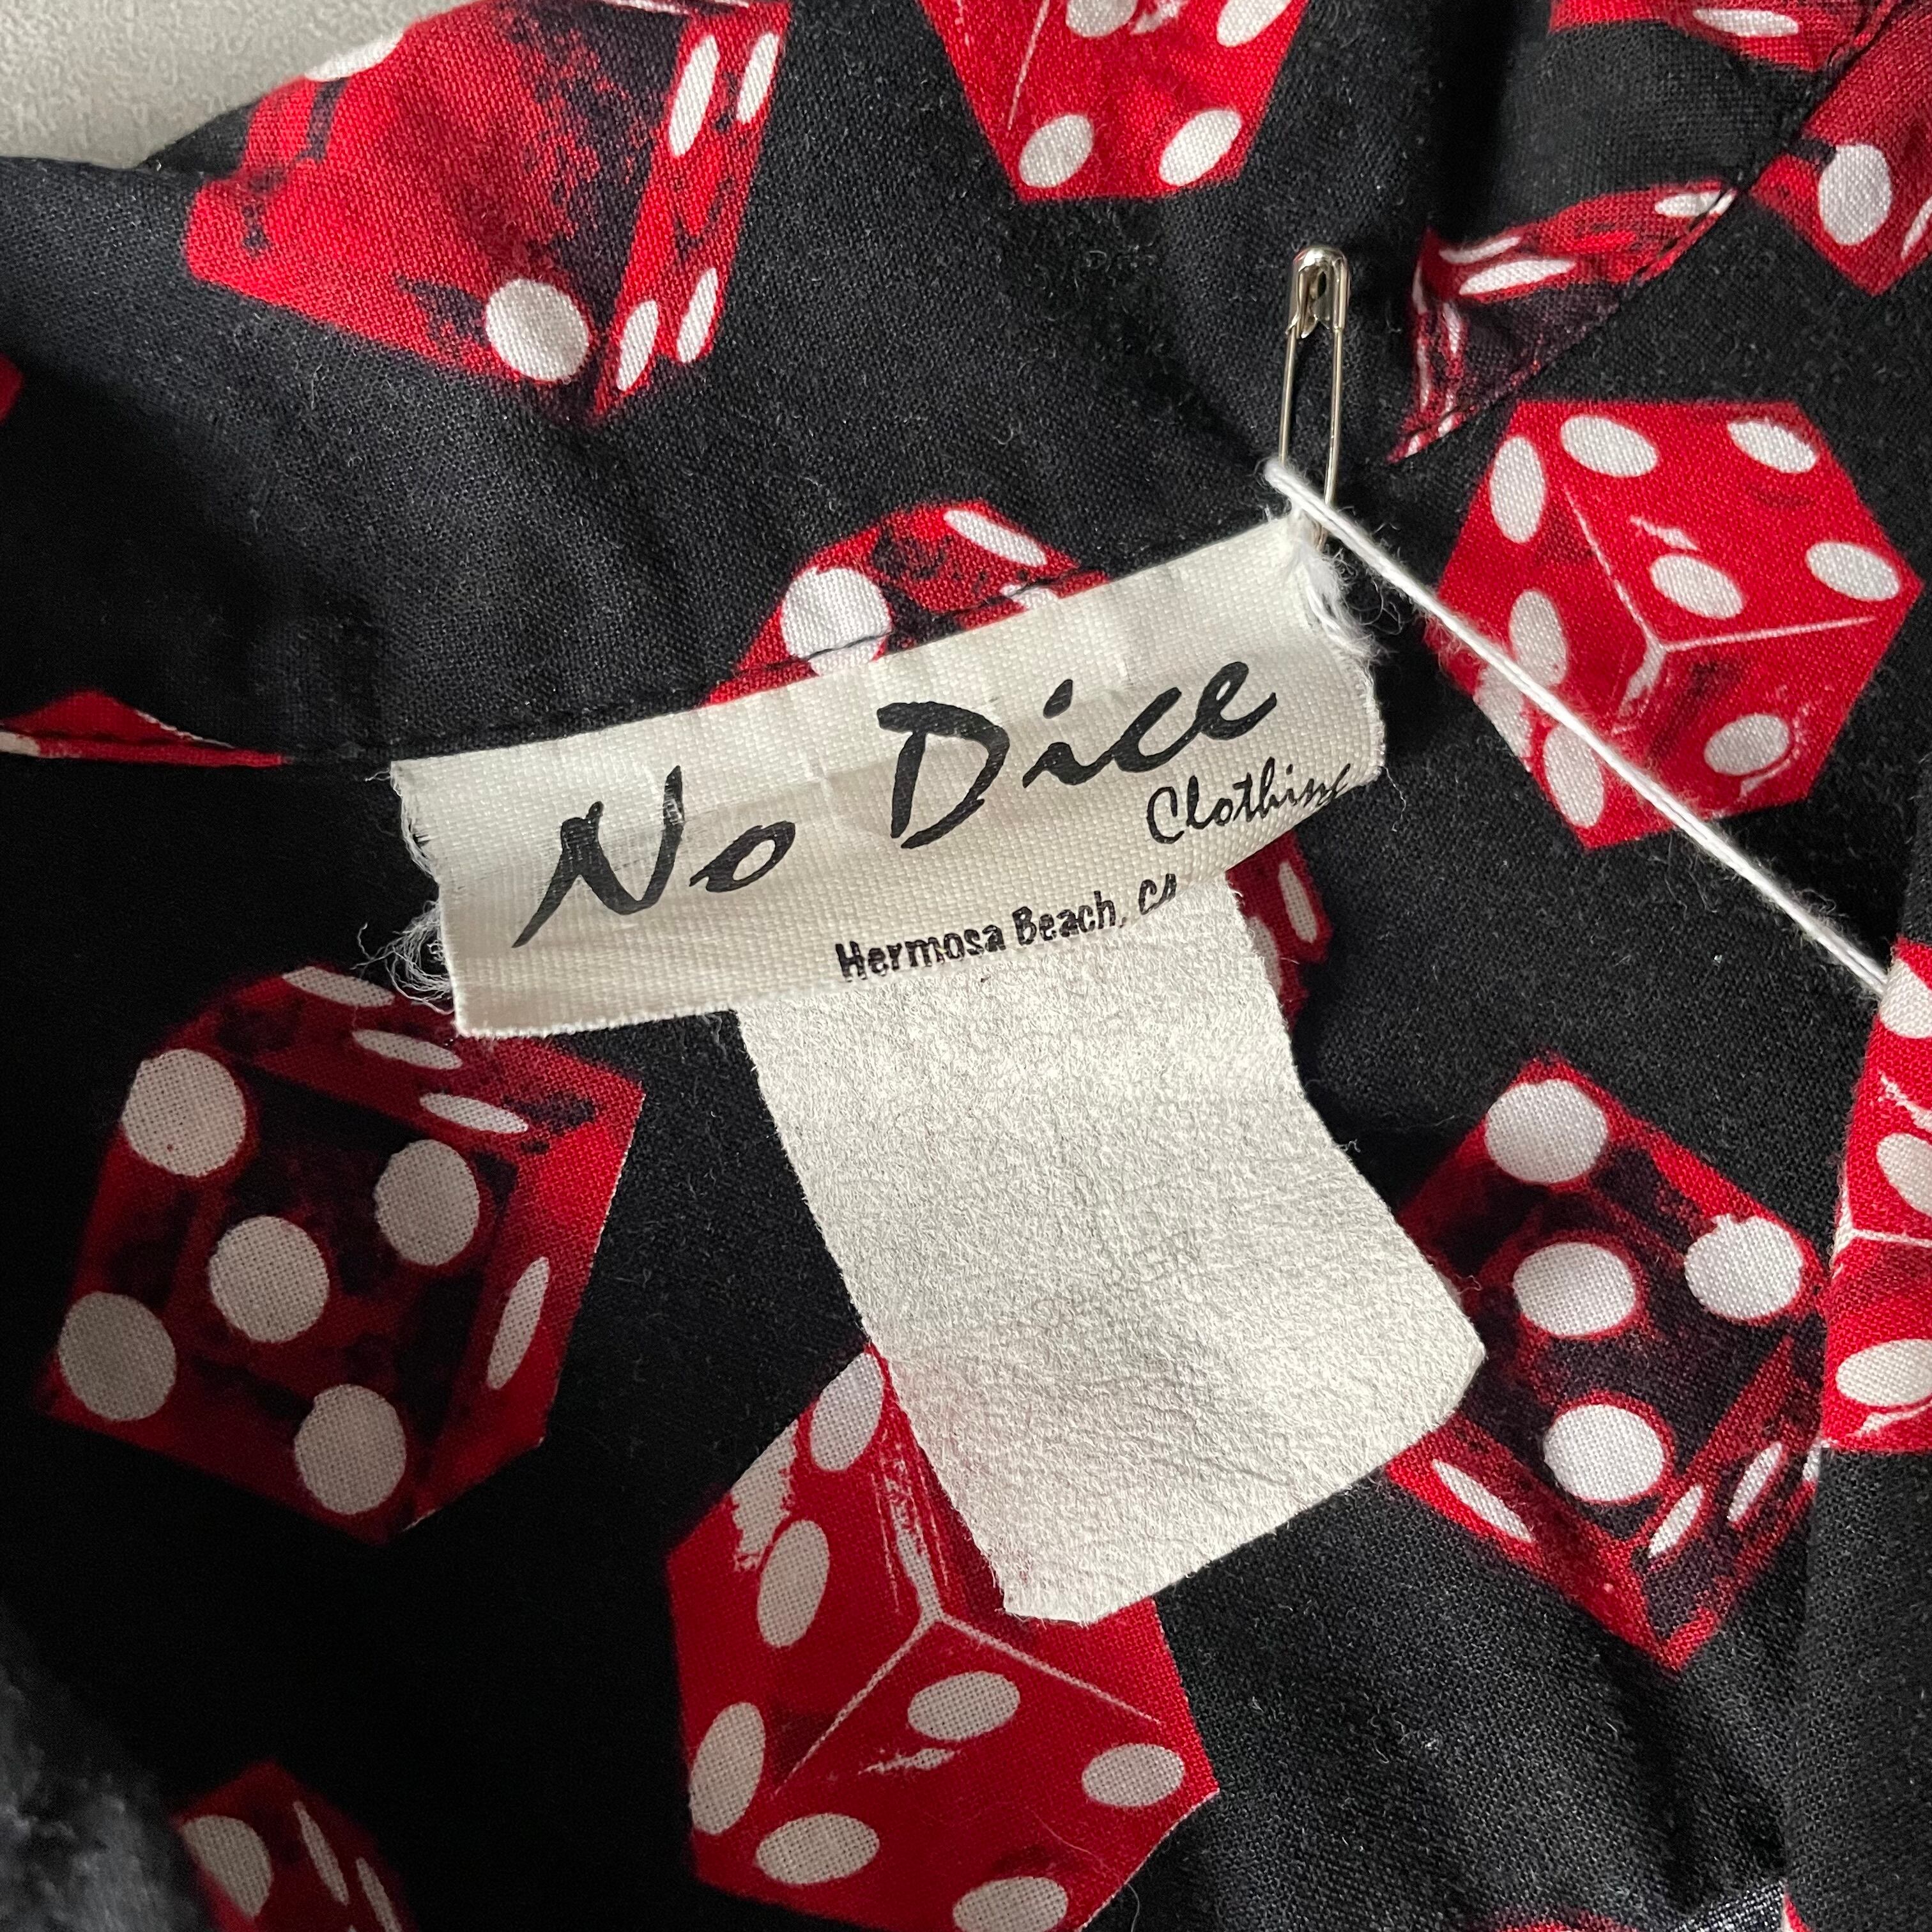 No Dice
Clothing
Hermosa Beach, CA